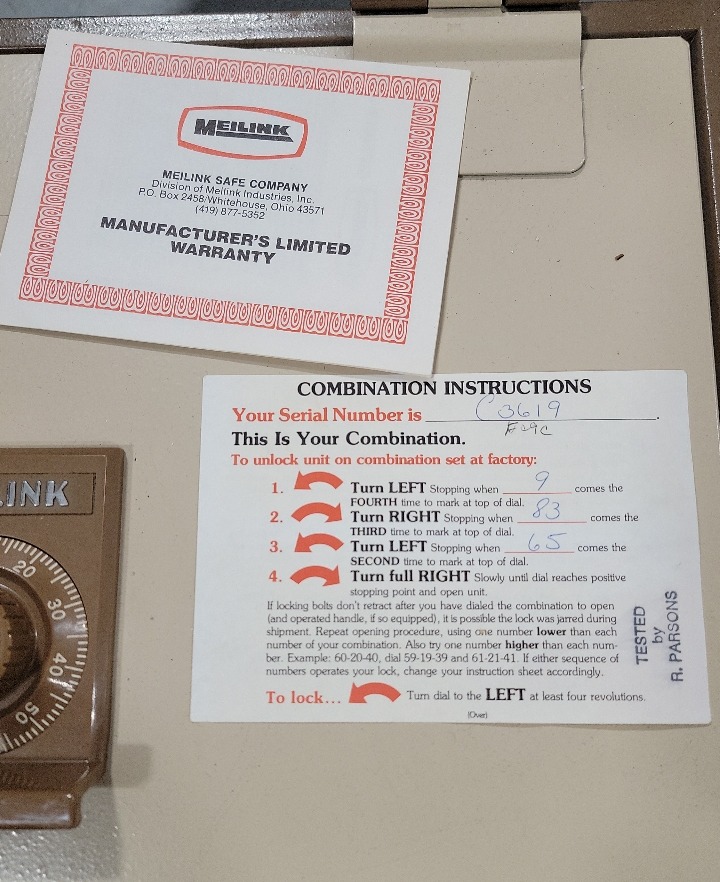 MEILINK
MEILINK SAFE COMPANY
Division of Meilink Industries, Inc.
P.O. Box 2458/Whitehouse, Ohio 43571
(419) 877-5352
MANUFACTURER'S LIMITED
WARRANTY
COMBINATION INSTRUCTIONS
Your Serial Number is C3619.
This Is Your Combination.
To unlock unit on combination set at factory:
1. Turn LEFT Stopping when 9 comes the
FOURTH time to mark at top of dial.
2. Turn RIGHT Stopping when 83 comes the
THIRD time to mark at top of dial.
3. Turn LEFT Stopping when 65 comes the
SECOND time to mark at top of dial.
4. Turn full RIGHT Slowly until dial reaches positive
stopping point and open unit.
If locking bolts don't retract after you have dialed the combination to open
(and operated handle, if so equipped), it is possible the lock was jarred during
shipment. Repeat opening procedure, using one number lower than each
number of your combination. Also try one number higher than each num-
ber. Example: 60-20-40, dial 59-19-39 and 61-21-41. If either sequence of
numbers operates your lock, change your instruction sheet accordingly.
To lock... Turn dial to the LEFT at least four revolutions.
(Over)
TESTED
by
R. PARSONS
LINK
20
30
40
50